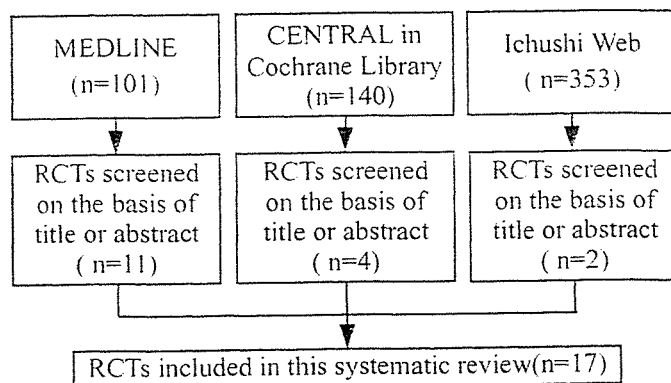 MEDLINE
(n=101)
CENTRAL in
Cochrane Library
(n=140)
Ichushi Web
(n=353)
RCTs screened
on the basis of
title or abstract
( n=11)
RCTs screened
on the basis of
title or abstract
( n=4)
RCTs screened
on the basis of
title or abstract
( n=2)
RCTs included in this systematic review(n=17)